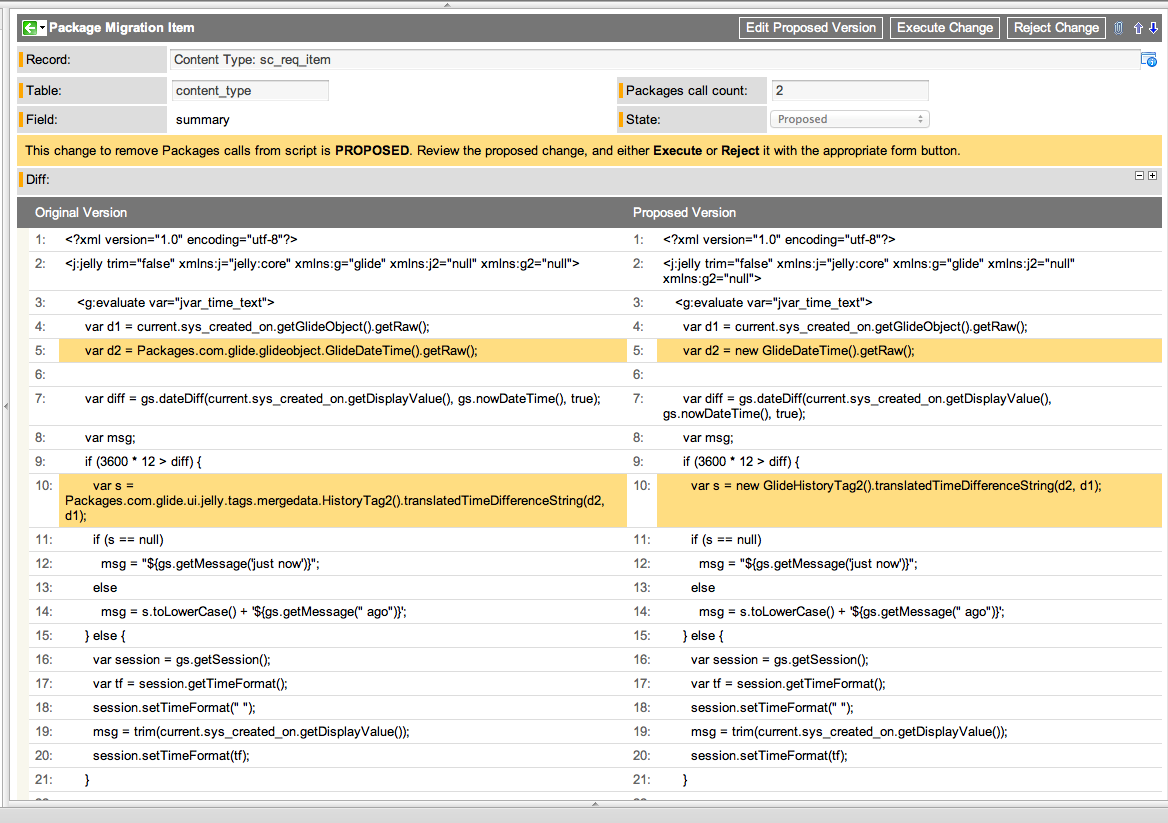 Package Migration Item
Edit Proposed Version
Execute Change
Reject Change
Record:
Content Type: sc_req_item
Table:
content_type
Packages call count:
2
Field:
summary
State:
Proposed
This change to remove Packages calls from script is PROPOSED. Review the proposed change, and either Execute or Reject it with the appropriate form button.
Diff:
Original Version
1: <?xml version="1.0" encoding="utf-8"?>
2: <j:jelly trim="false" xmlns:j="jelly:core" xmlns:g="glide" xmlns:j2="null" xmlns:g2="null">
3: <g:evaluate var="jvar_time_text">
4: var d1 = current.sys_created_on.getGlideObject().getRaw();
5: var d2 = Packages.com.glide.glideobject.GlideDateTime().getRaw();
6:
7: var diff = gs.dateDiff(current.sys_created_on.getDisplayValue(), gs.nowDateTime(), true);
8: var msg;
9: if (3600 * 12 > diff) {
10: var s =
Packages.com.glide.ui.jelly.tags.mergedata.HistoryTag2().translatedTimeDifferenceString(d2,
d1);
11: if (s == null)
12: msg = "${gs.getMessage('just now')}";
13: else
14: msg = s.toLowerCase() + '${gs.getMessage(" ago")}';
15: } else {
16: var session = gs.getSession();
17: var tf = session.getTimeFormat();
18: session.setTimeFormat(" ");
19: msg = trim(current.sys_created_on.getDisplayValue());
20: session.setTimeFormat(tf);
21: }
Proposed Version
1: <?xml version="1.0" encoding="utf-8"?>
2: <j:jelly trim="false" xmlns:j="jelly:core" xmlns:g="glide" xmlns:j2="null"
xmlns:g2="null">
3: <g:evaluate var="jvar_time_text">
4: var d1 = current.sys_created_on.getGlideObject().getRaw();
5: var d2 = new GlideDateTime().getRaw();
6:
7: var diff = gs.dateDiff(current.sys_created_on.getDisplayValue(),
gs.nowDateTime(), true);
8: var msg;
9: if (3600 * 12 > diff) {
10: var s = new GlideHistoryTag2().translatedTimeDifferenceString(d2, d1);
11: if (s == null)
12: msg = "${gs.getMessage('just now')}";
13: else
14: msg = s.toLowerCase() + '${gs.getMessage(" ago")}';
15: } else {
16: var session = gs.getSession();
17: var tf = session.getTimeFormat();
18: session.setTimeFormat(" ");
19: msg = trim(current.sys_created_on.getDisplayValue());
20: session.setTimeFormat(tf);
21: }